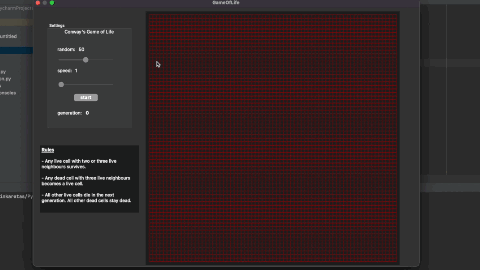 GameOfLife
Settings
Conway's Game of Life
random: 50
speed: 1
start
generation: 0
Rules
- Any live cell with two or three live
neighbours survives.
- Any dead cell with three live neighbours
becomes a live cell.
- All other live cells die in the next
generation. All other dead cells stay dead.
untitled
.py